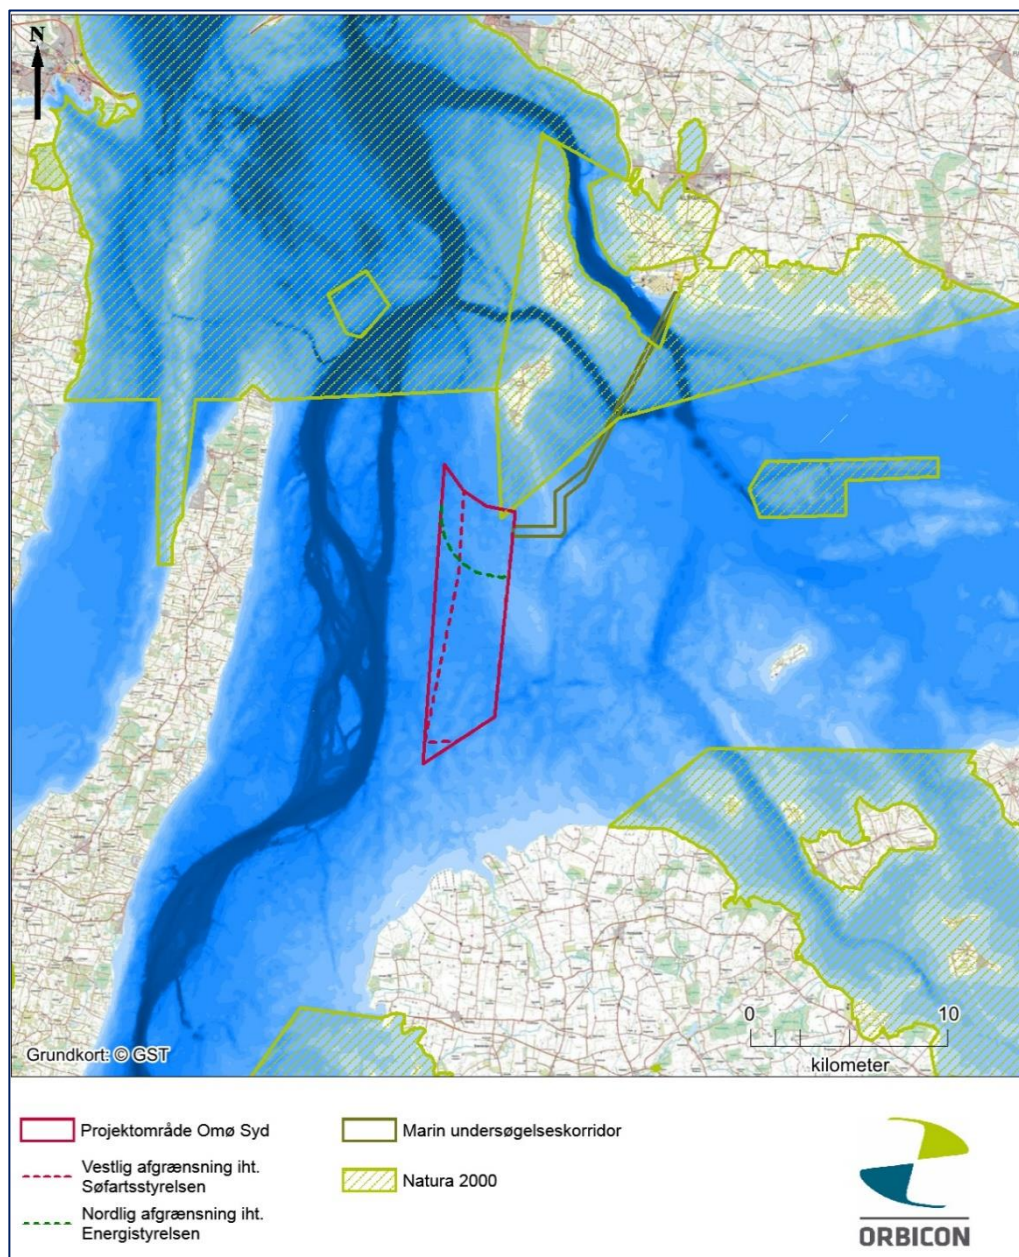 N
Grundkort: © GST
0 10
kilometer
Projektområde Omø Syd
Marin undersøgelseskorridor
Vestlig afgrænsning iht.
Søfartsstyrelsen
Natura 2000
Nordlig afgrænsning iht.
Energistyrelsen
ORBICON